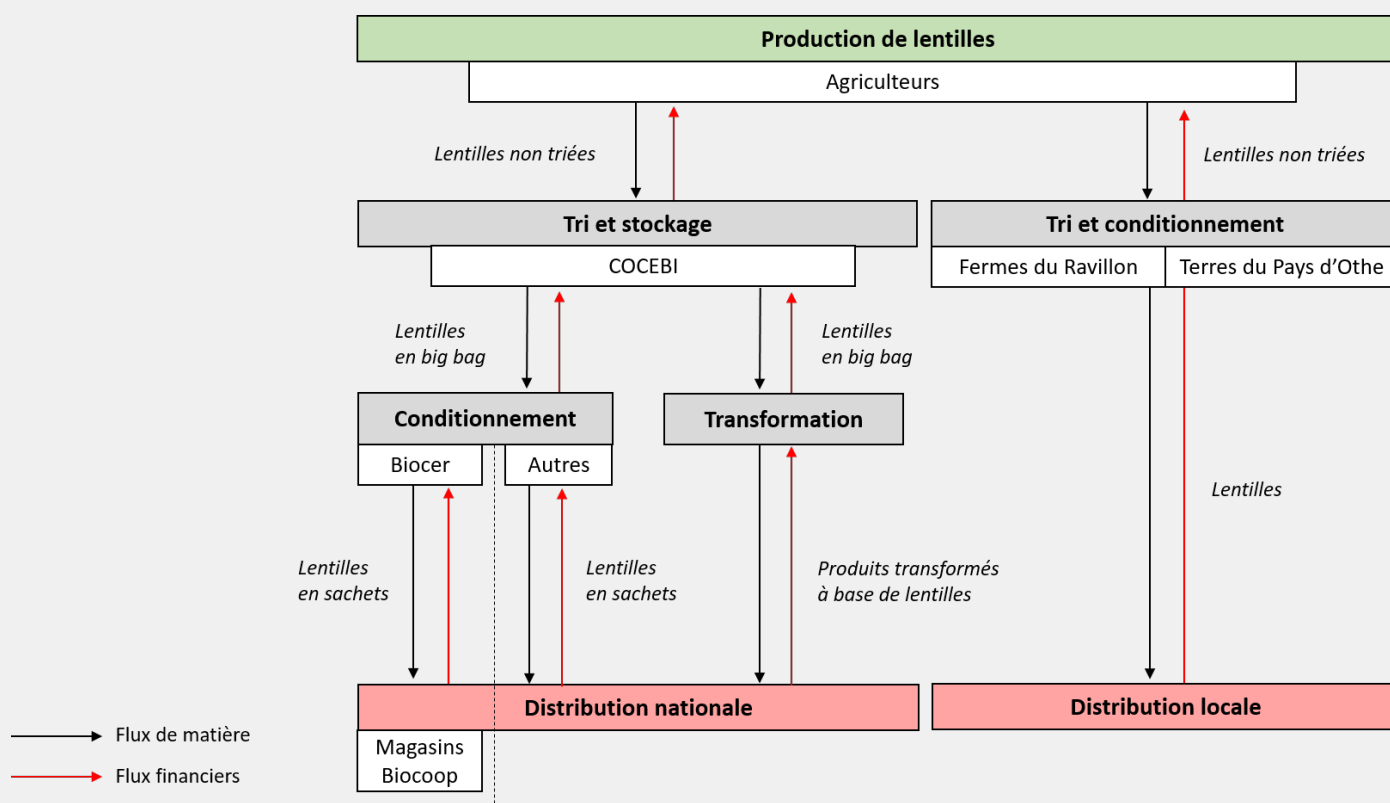 Production de lentilles
Agriculteurs
Lentilles non triées
Lentilles non triées
Tri et stockage
Tri et conditionnement
COCEBI
Fermes du Ravillon
Terres du Pays d’Othe
Lentilles
en big bag
Lentilles
en big bag
Conditionnement
Transformation
Biocer
Autres
Lentilles
Lentilles
en sachets
Lentilles
en sachets
Produits transformés
à base de lentilles
Distribution nationale
Distribution locale
Magasins
Biocoop
Flux de matière
Flux financiers